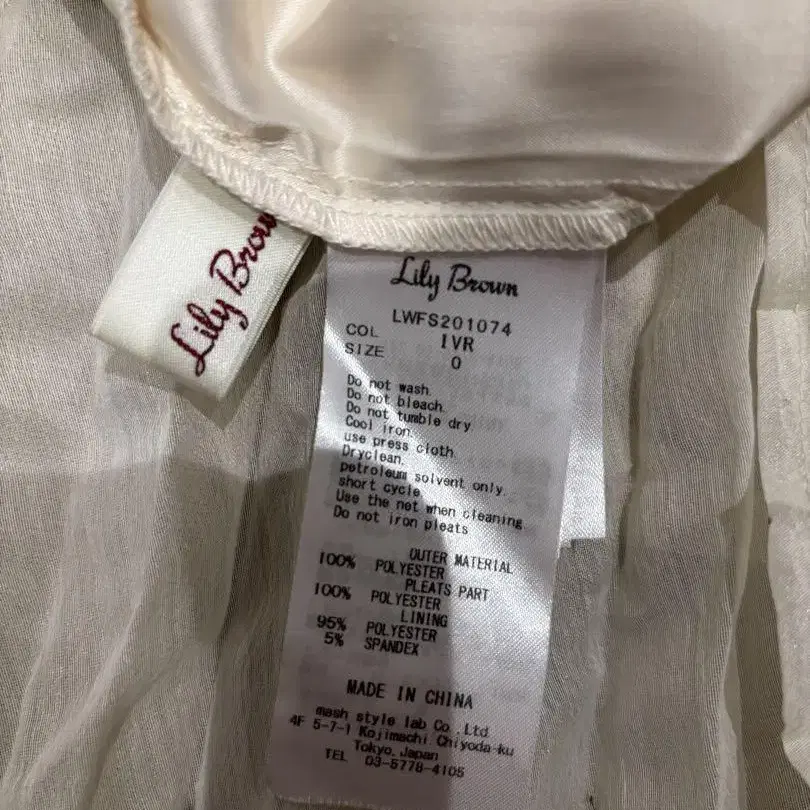 Lily Brown
Lily Brown
LWFS201074
COL IVR
SIZE 0
Do not wash.
Do not bleach.
Do not tumble dry
Cool iron.
use press cloth.
Dryclean.
petroleum solvent only.
short cycle
Use the net when cleaning
Do not iron pleats
OUTER MATERIAL
100% POLYESTER
PLEATS PART
100% POLYESTER
LINING
95% POLYESTER
5% SPANDEX
MADE IN CHINA
mash style lab Co.,Ltd.
4F 5-7-1 Kojimachi Chiyoda-ku
Tokyo,Japan
TEL 03-5778-4105